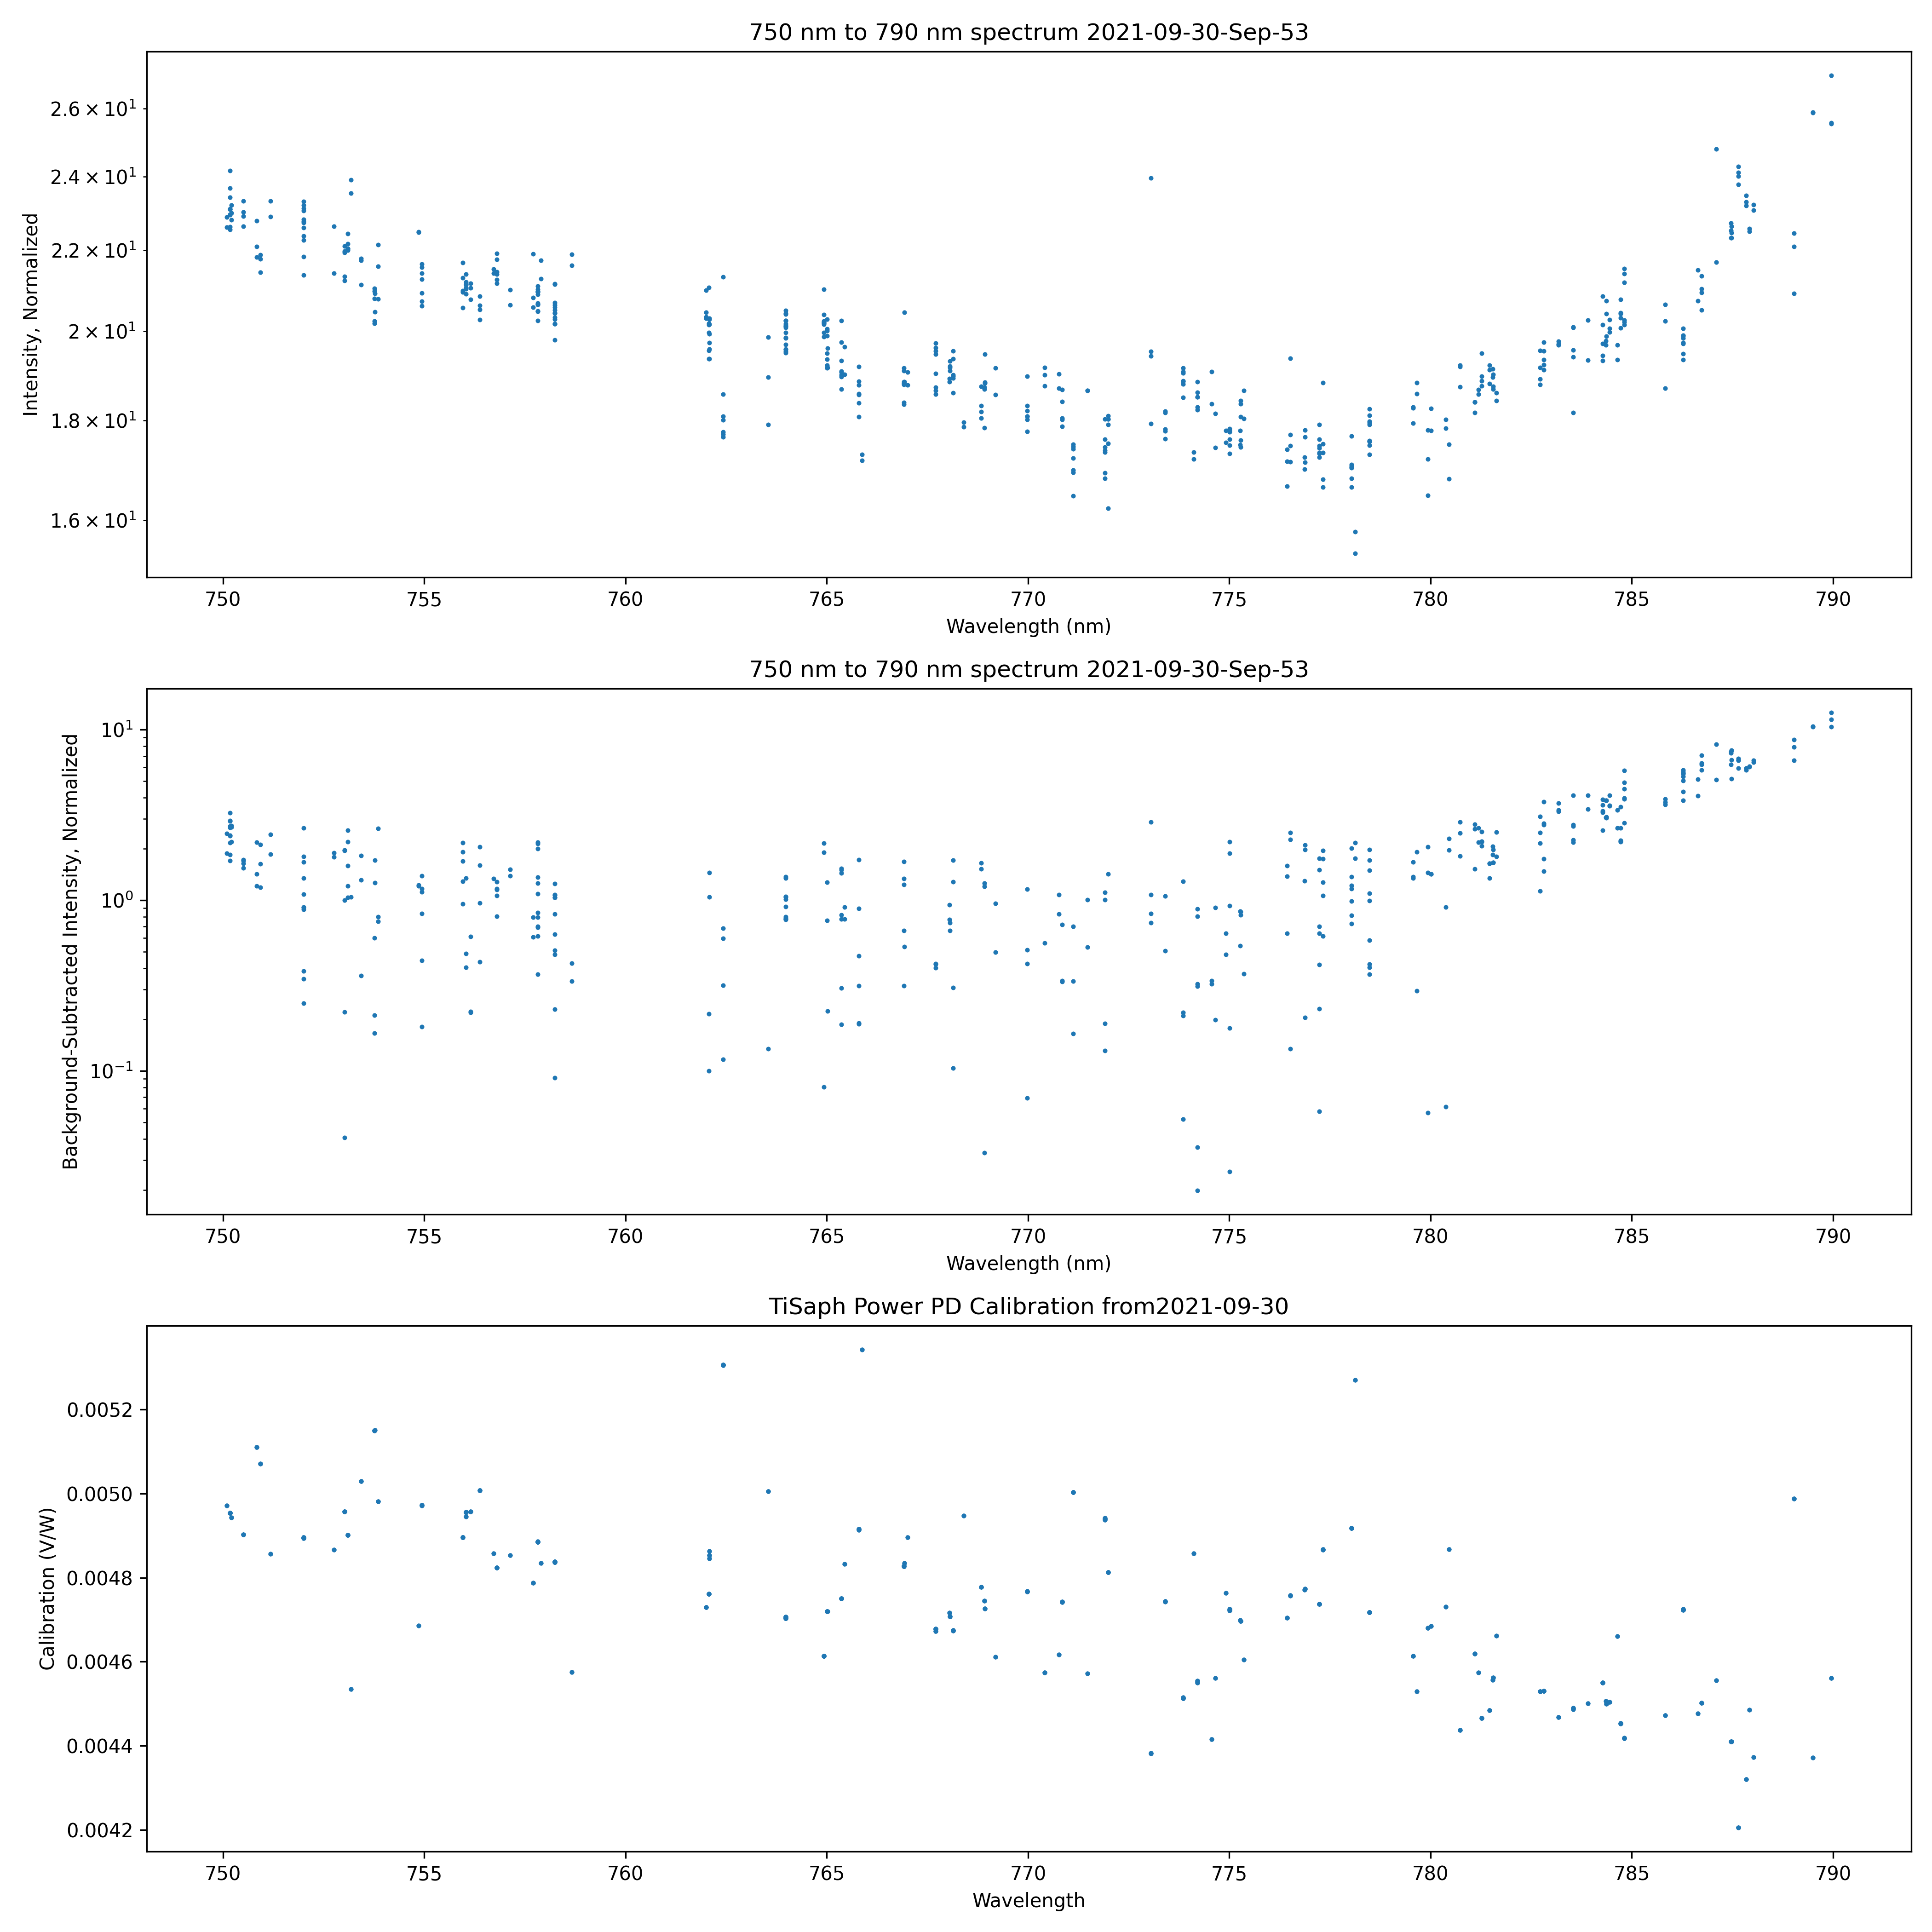 750 nm to 790 nm spectrum 2021-09-30-Sep-53
Intensity, Normalized
2.6 × 10¹
2.4 × 10¹
2.2 × 10¹
2 × 10¹
1.8 × 10¹
1.6 × 10¹
750 755 760 765 770 775 780 785 790
Wavelength (nm)
750 nm to 790 nm spectrum 2021-09-30-Sep-53
Background-Subtracted Intensity, Normalized
10¹
10⁰
10⁻¹
750 755 760 765 770 775 780 785 790
Wavelength (nm)
TiSaph Power PD Calibration from2021-09-30
Calibration (V/W)
0.0052
0.0050
0.0048
0.0046
0.0044
0.0042
750 755 760 765 770 775 780 785 790
Wavelength